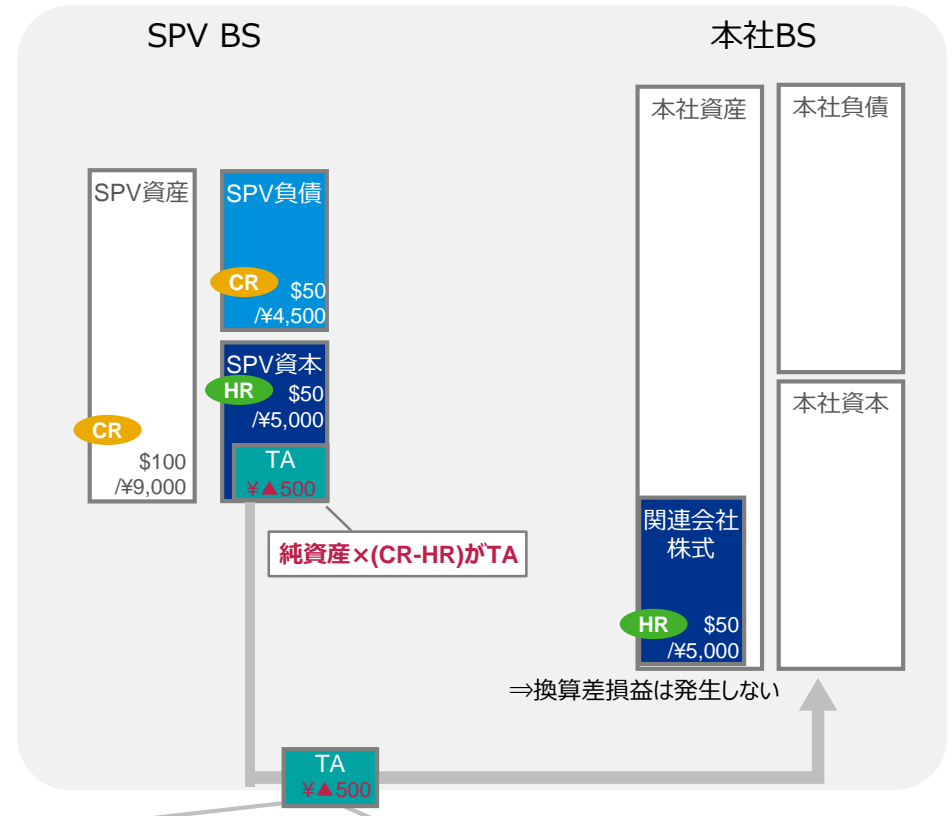 SPV BS
本社BS
SPV資産
CR
$100
/¥9,000
SPV負債
CR
$50
/¥4,500
SPV資本
HR
$50
/¥5,000
TA
¥▲500
純資産×(CR-HR)がTA
本社資産
本社負債
本社資本
関連会社
株式
HR
$50
/¥5,000
⇒換算差損益は発生しない
TA
¥▲500